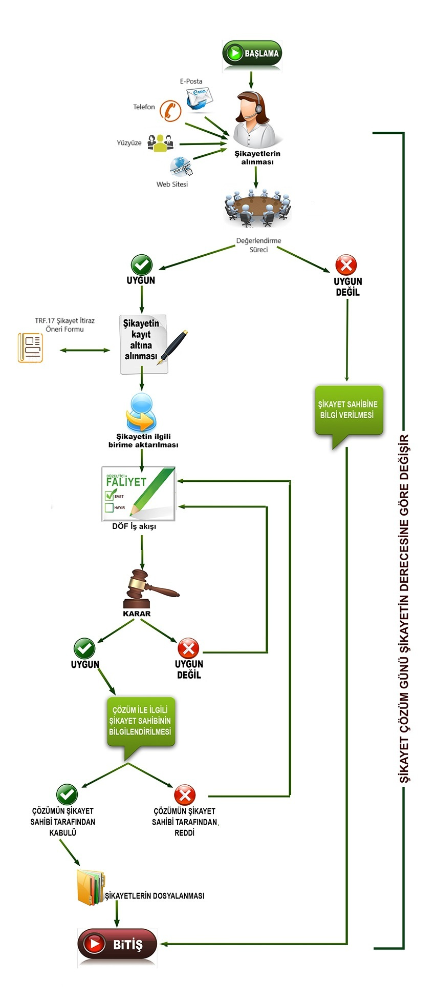 BAŞLAMA
E-Posta
e-MAIL
Telefon
Yüzyüze
http://
Web Sitesi
Şikayetlerin
alınması
Değerlendirme
Süreci
UYGUN
UYGUN
DEĞİL
TRF.17 Şikayet İtiraz
Öneri Formu
Şikayetin
kayıt
altına
alınması
ŞİKAYET SAHİBİNE
BİLGİ VERİLMESİ
Şikayetin ilgili
birime aktarılması
DÜZELTİCİ
FALİYET
EVET
HAYIR
DÖF İş akışı
KARAR
UYGUN
UYGUN
DEĞİL
ÇÖZÜM İLE İLGİLİ
ŞİKAYET SAHİBİNİN
BİLGİLENDİRİLMESİ
ÇÖZÜMÜN ŞİKAYET
SAHİBİ TARAFINDAN
KABULÜ
ÇÖZÜMÜN ŞİKAYET
SAHİBİ TARAFINDAN,
REDDİ
ŞİKAYETLERİN DOSYALANMASI
BiTİŞ
ŞİKAYET ÇÖZÜM GÜNÜ ŞİKAYETİN DERECESİNE GÖRE DEĞİŞİR